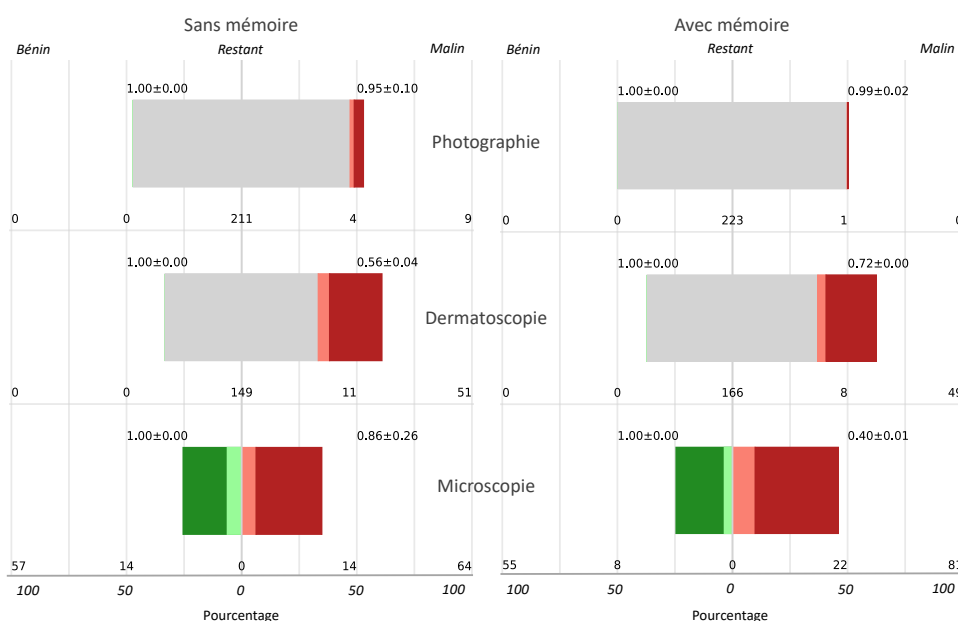 Sans mémoire
Avec mémoire
Bénin Restant Malin
Bénin Restant Malin
1.00±0.00 0.95±0.10
1.00±0.00 0.99±0.02
Photographie
0 0 211 4 9
0 0 223 1
1.00±0.00 0.56±0.04
1.00±0.00 0.72±0.00
Dermatoscopie
0 0 149 11 51
0 0 166 8 49
1.00±0.00 0.86±0.26
1.00±0.00 0.40±0.01
Microscopie
57 14 0 14 64
55 8 0 22 81
100 50 0 50 100
100 50 0 50 100
Pourcentage
Pourcentage